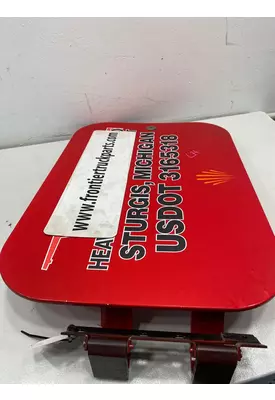 www.frontiertruckparts.com
HEA
STURGIS, MICHIGAN
USDOT 3165318